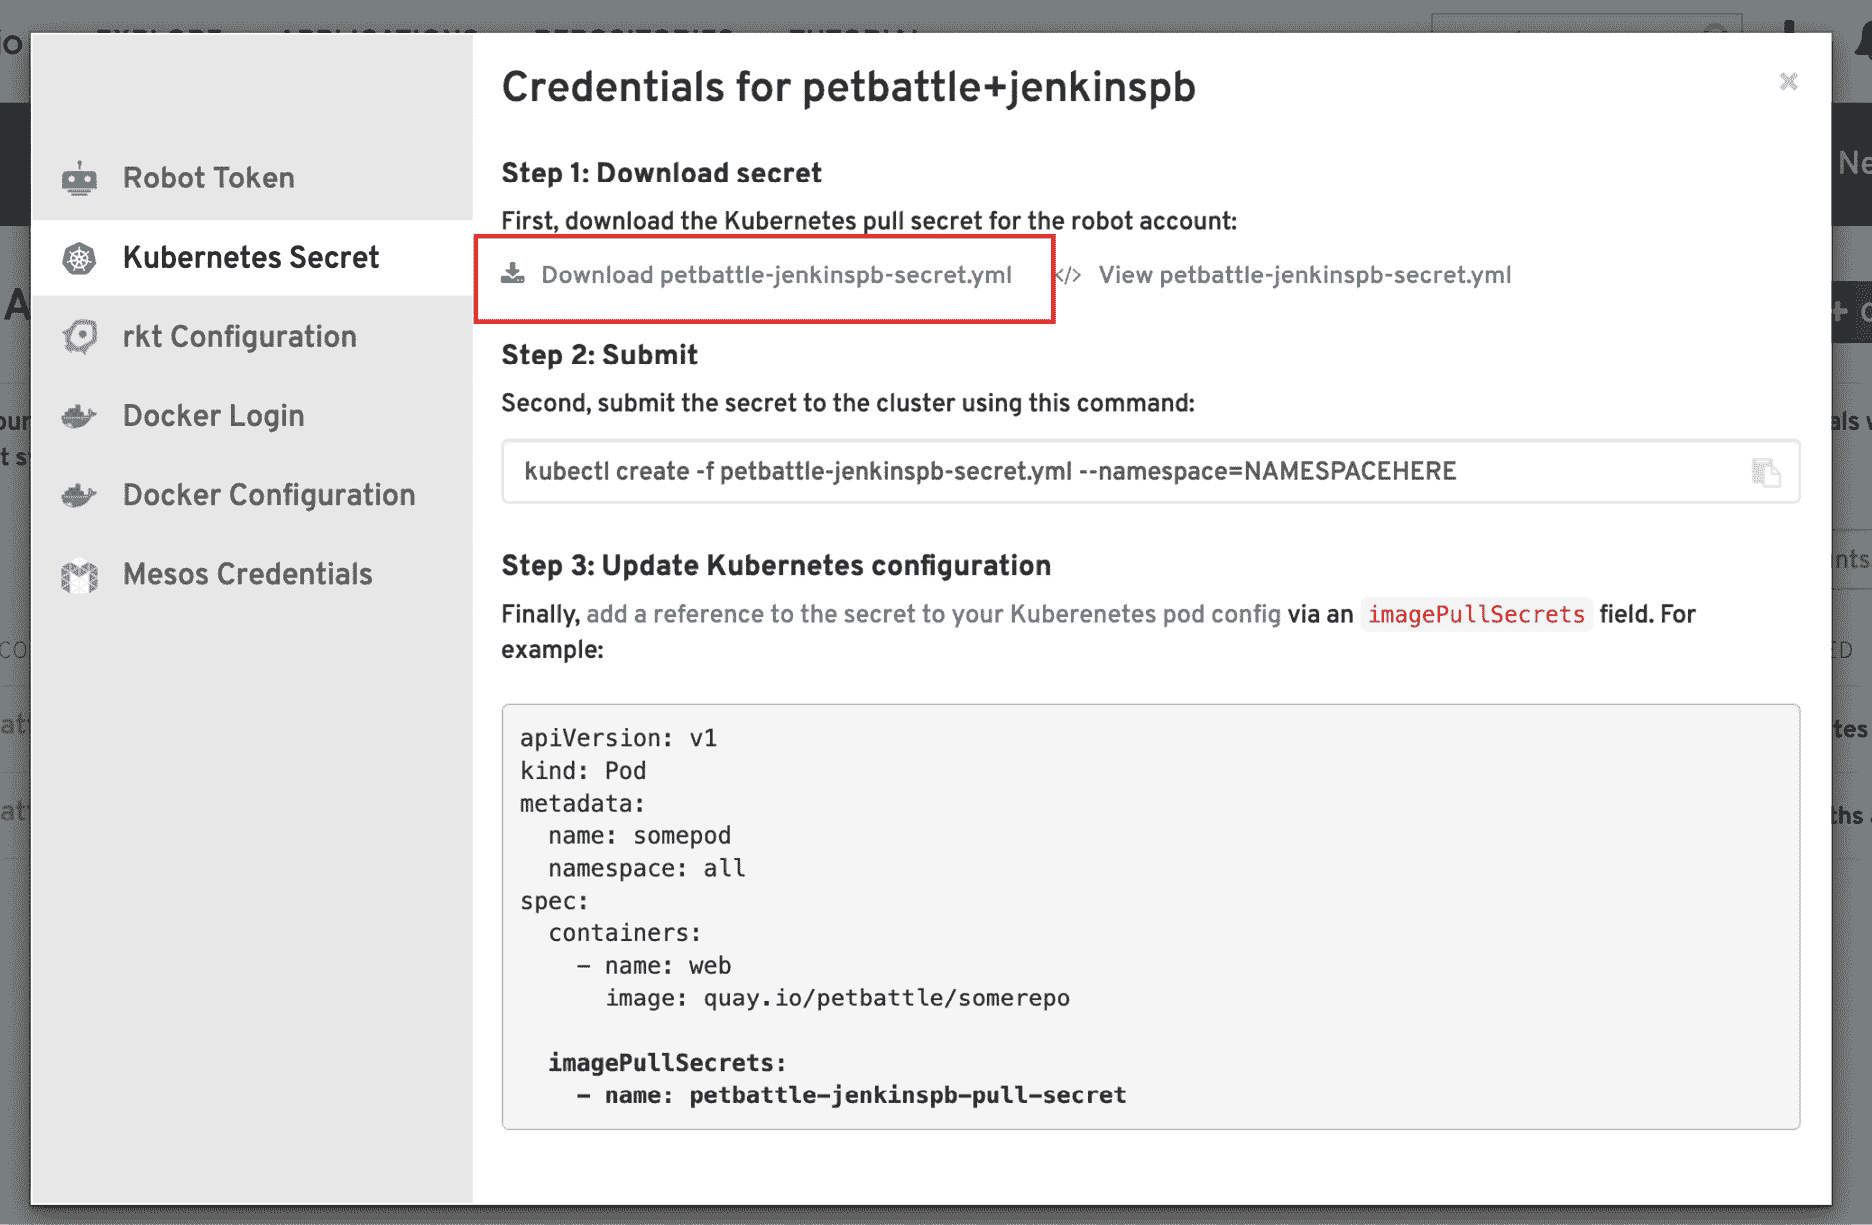 Credentials for petbattle+jenkinspb
Robot Token
Kubernetes Secret
rkt Configuration
Docker Login
Docker Configuration
Mesos Credentials
Step 1: Download secret
First, download the Kubernetes pull secret for the robot account:
Download petbattle-jenkinspb-secret.yml </> View petbattle-jenkinspb-secret.yml
Step 2: Submit
Second, submit the secret to the cluster using this command:
kubectl create -f petbattle-jenkinspb-secret.yml --namespace=NAMESPACEHERE
Step 3: Update Kubernetes configuration
Finally, add a reference to the secret to your Kuberenetes pod config via an imagePullSecrets field. For
example:
apiVersion: v1
kind: Pod
metadata:
  name: somepod
  namespace: all
spec:
  containers:
    - name: web
      image: quay.io/petbattle/somerepo
  imagePullSecrets:
    - name: petbattle-jenkinspb-pull-secret